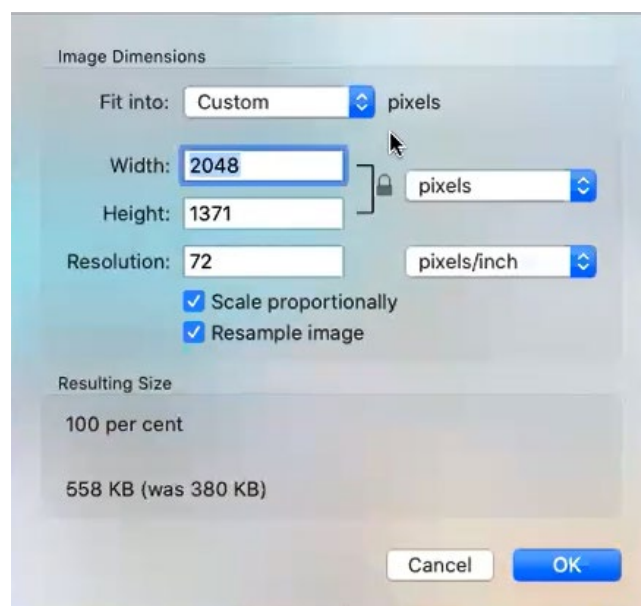 Image Dimensions
Fit into: Custom pixels
Width: 2048
pixels
Height: 1371
Resolution: 72 pixels/inch
Scale proportionally
Resample image
Resulting Size
100 per cent
558 KB (was 380 KB)
Cancel OK